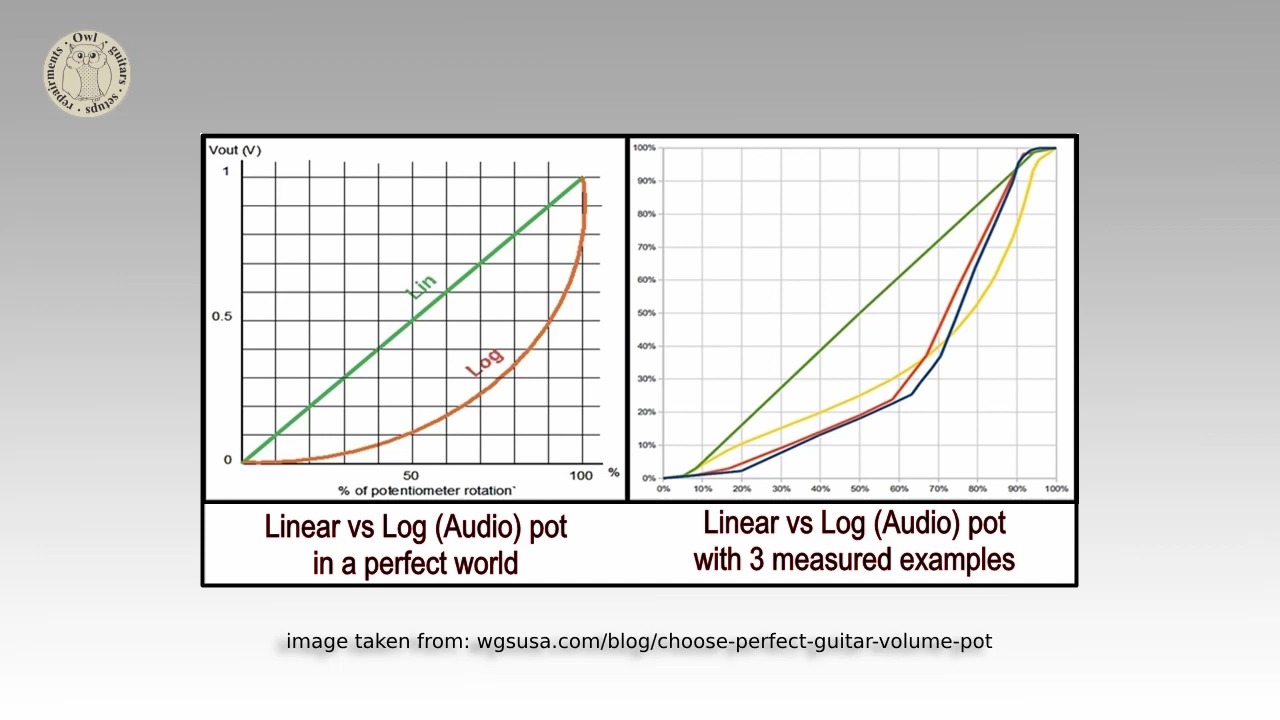 Owl · guitars · setups · repairments ·
Vout (V)
1
0.5
0
Lin
Log
50
100
%
% of potentiometer rotation`
100%
90%
80%
70%
60%
50%
40%
30%
20%
10%
0%
0% 10% 20% 30% 40% 50% 60% 70% 80% 90% 100%
Linear vs Log (Audio) pot
in a perfect world
Linear vs Log (Audio) pot
with 3 measured examples
image taken from: wgsusa.com/blog/choose-perfect-guitar-volume-pot